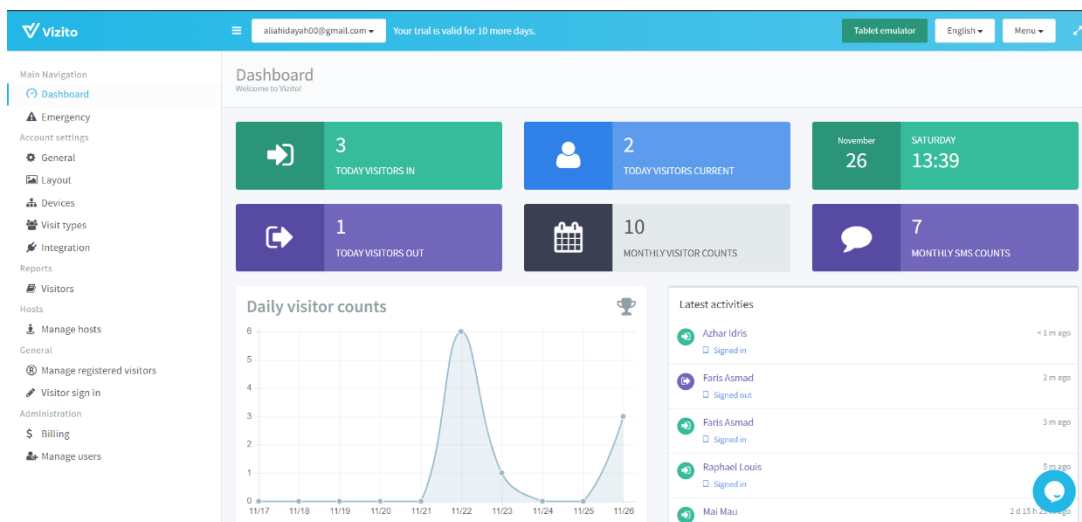 Vizito
aliahidayah00@gmail.com
Your trial is valid for 10 more days.
Tablet emulator
English
Menu
Main Navigation
Dashboard
Emergency
Account settings
General
Layout
Devices
Visit types
Integration
Reports
Visitors
Hosts
Manage hosts
General
Manage registered visitors
Visitor sign in
Administration
Billing
Manage users
Dashboard
Welcome to Vizito!
3
TODAY VISITORS IN
2
TODAY VISITORS CURRENT
November
26
SATURDAY
13:39
1
TODAY VISITORS OUT
10
MONTHLY VISITOR COUNTS
7
MONTHLY SMS COUNTS
Daily visitor counts
6
5
4
3
2
1
0
11/17 11/18 11/19 11/20 11/21 11/22 11/23 11/24 11/25 11/26
Latest activities
Azhar Idris
< 1 m ago
Signed in
Faris Asmad
2 m ago
Signed out
Faris Asmad
3 m ago
Signed in
Raphael Louis
5 m ago
Signed in
Mai Mau
2 d 15 h ago